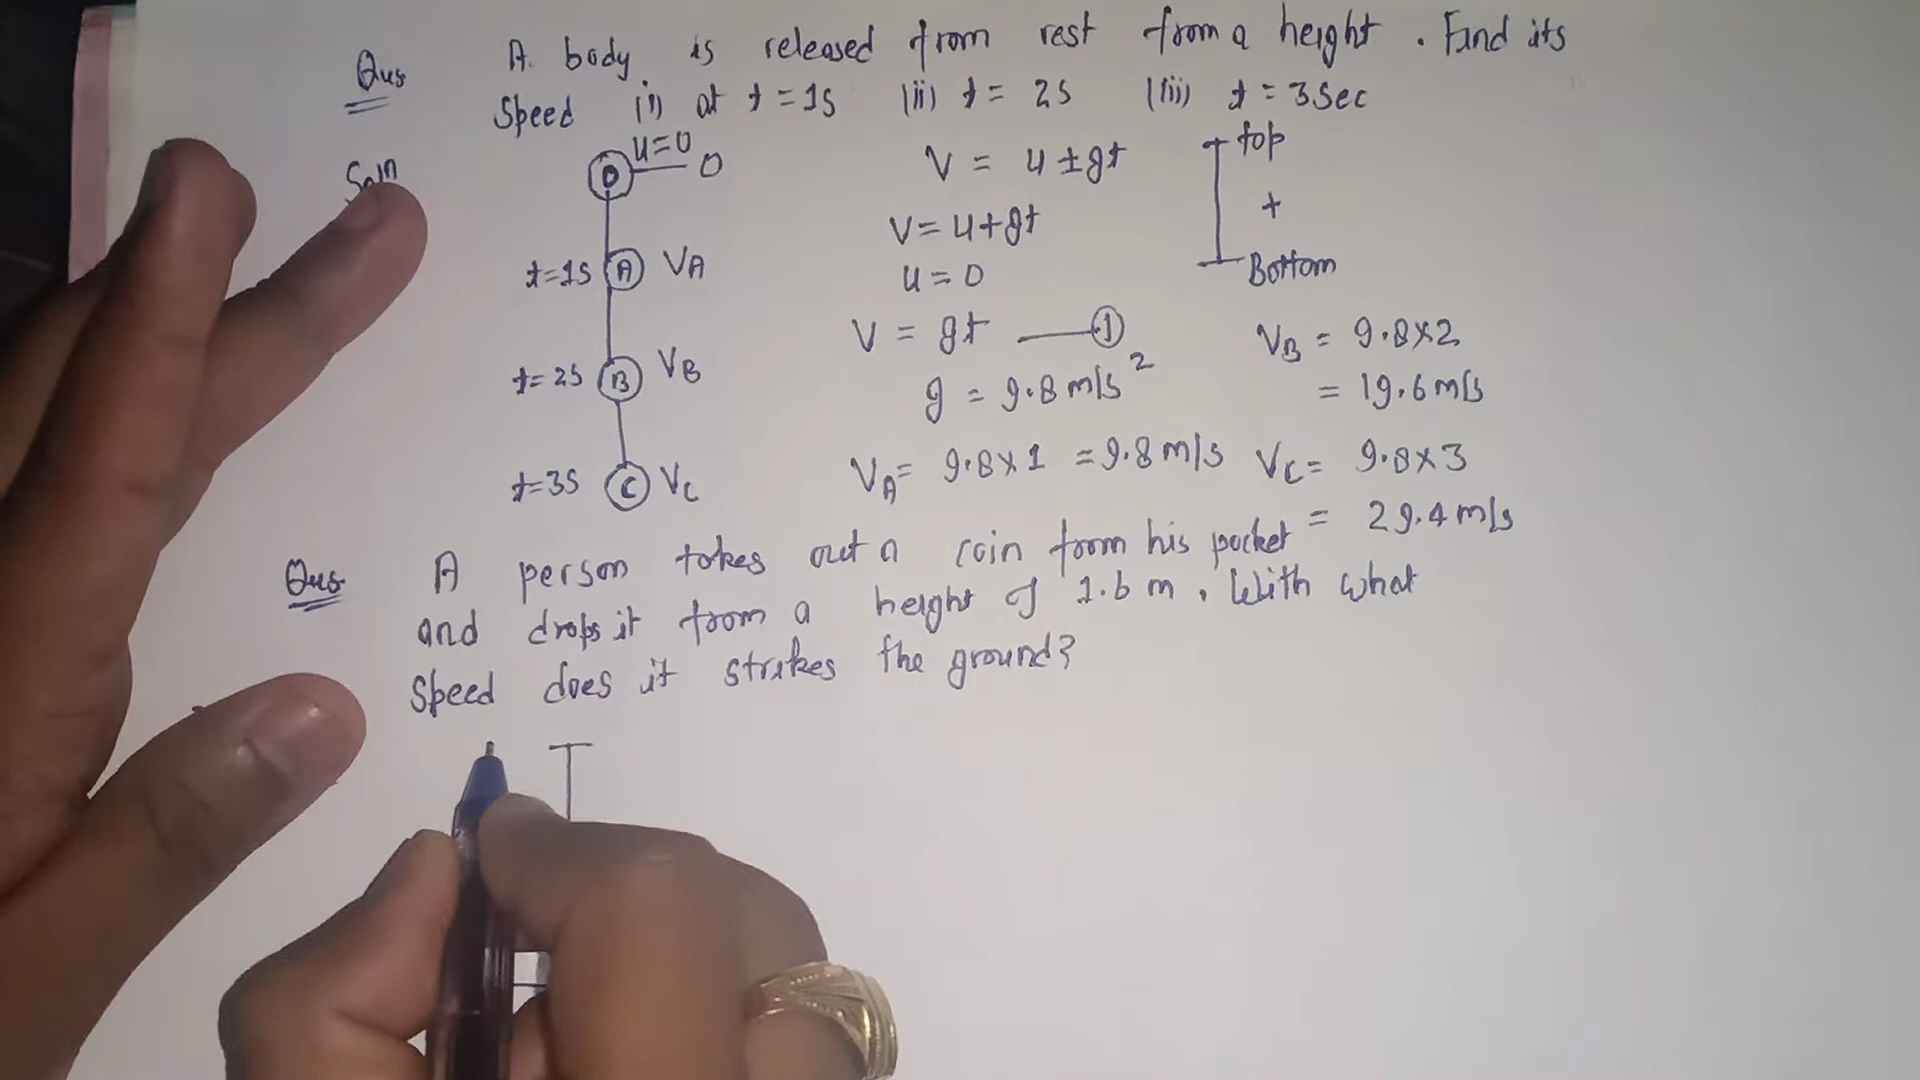 Qus A body is released from rest from a height. Find its
Speed (i) at t = 1s (ii) t = 2s (iii) t = 3sec
Soln
u=0
O O
t=1s A VA
t=2s B VB
t=3s C VC
V = u ± gt
V = u + gt
u = 0
V = gt — 1
g = 9.8 m/s²
VA = 9.8×1 = 9.8 m/s
top
+
Bottom
VB = 9.8×2
= 19.6 m/s
VC = 9.8×3
= 29.4 m/s
Qus A person takes out a coin from his pocket
and drops it from a height of 1.6 m. With what
Speed does it strikes the ground?